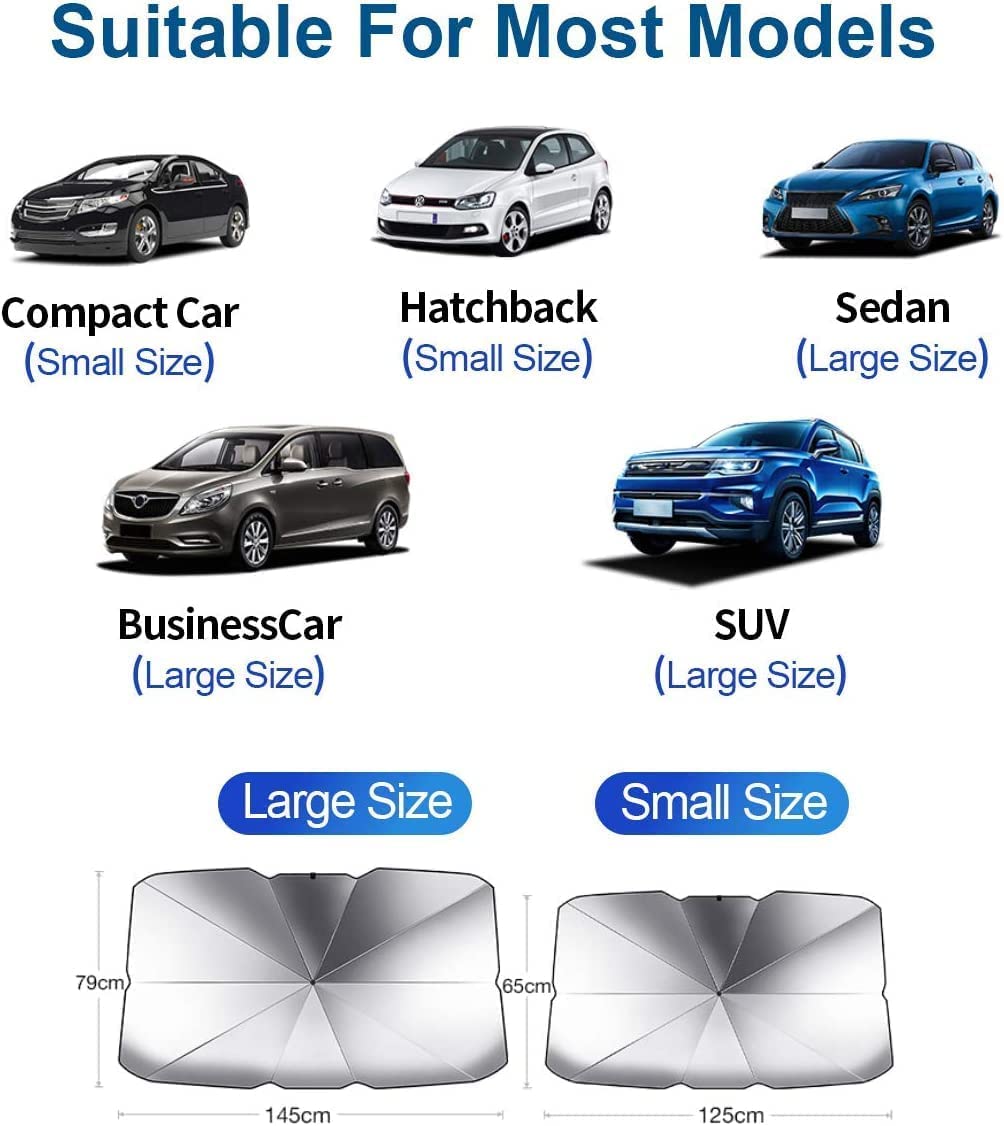 Suitable For Most Models
Compact Car
(Small Size)
Hatchback
(Small Size)
Sedan
(Large Size)
BusinessCar
(Large Size)
SUV
(Large Size)
Large Size
Small Size
79cm
145cm
65cm
125cm